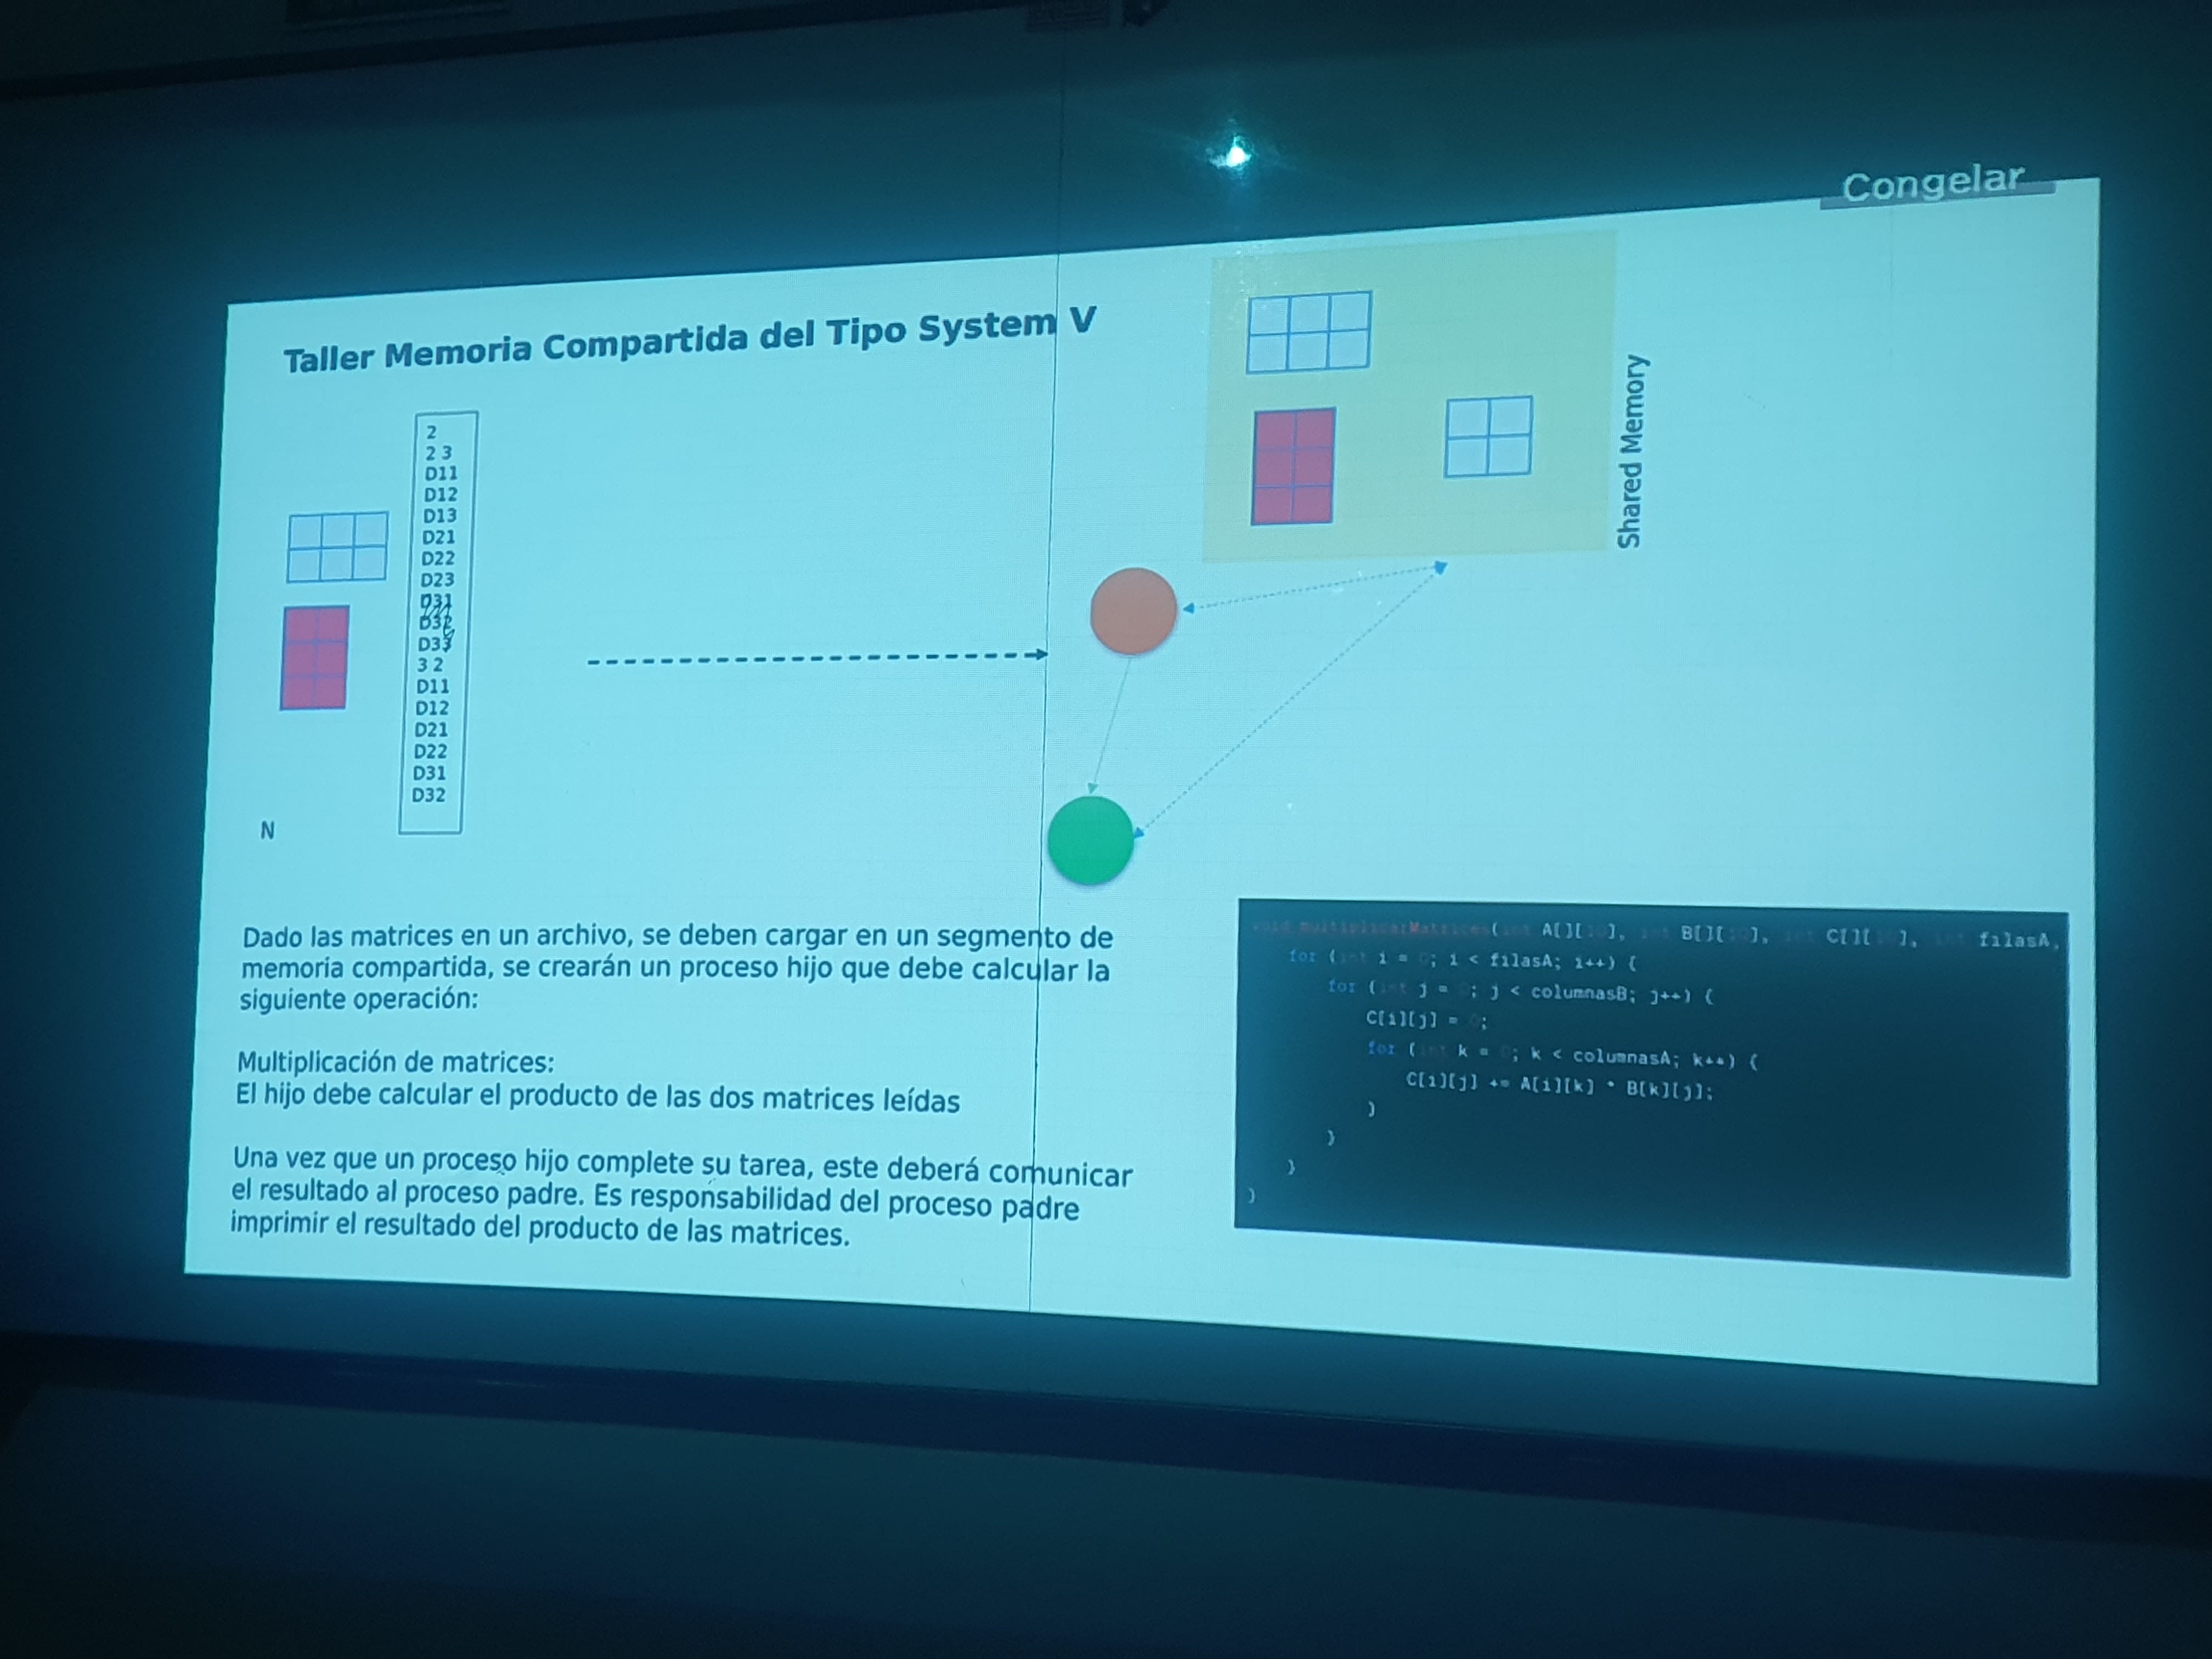 Congelar
Taller Memoria Compartida del Tipo System V
2
2 3
D11
D12
D13
D21
D22
D23
D31
D32
D33
3 2
D11
D12
D21
D22
D31
D32
N
Shared Memory
Dado las matrices en un archivo, se deben cargar en un segmento de
memoria compartida, se crearán un proceso hijo que debe calcular la
siguiente operación:
Multiplicación de matrices:
El hijo debe calcular el producto de las dos matrices leídas
Una vez que un proceso hijo complete su tarea, este deberá comunicar
el resultado al proceso padre. Es responsabilidad del proceso padre
imprimir el resultado del producto de las matrices.
void multiplicarMatrices(int A[][ ], int B[][ ], int C[][ ], int filasA,
for (int i = 0; i < filasA; i++) {
for (int j = 0; j < columnasB; j++) {
C[i][j] = 0;
for (int k = 0; k < columnasA; k++) {
C[i][j] += A[i][k] * B[k][j];
}
}
}
}